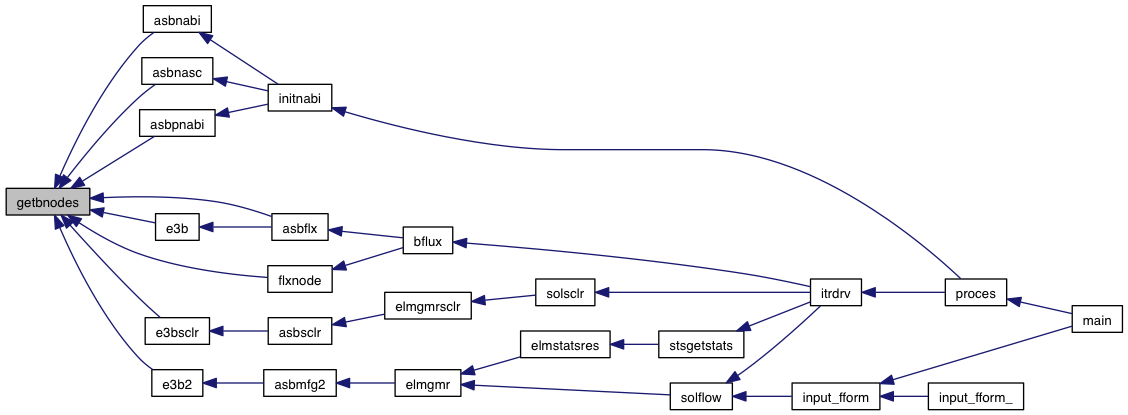 asbnabi
asbnasc
initnabi
asbpnabi
getbnodes
e3b
asbflx
bflux
flxnode
solsclr
itrdrv
proces
elmgmrsclr
main
e3bsclr
asbsclr
elmstatsres
stsgetstats
e3b2
asbmfg2
elmgmr
solflow
input_fform
input_fform_